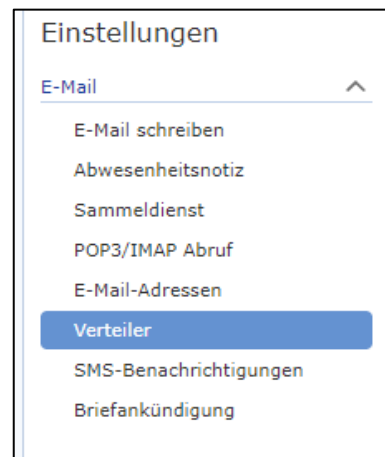 Einstellungen
E-Mail
E-Mail schreiben
Abwesenheitsnotiz
Sammeldienst
POP3/IMAP Abruf
E-Mail-Adressen
Verteiler
SMS-Benachrichtigungen
Briefankündigung